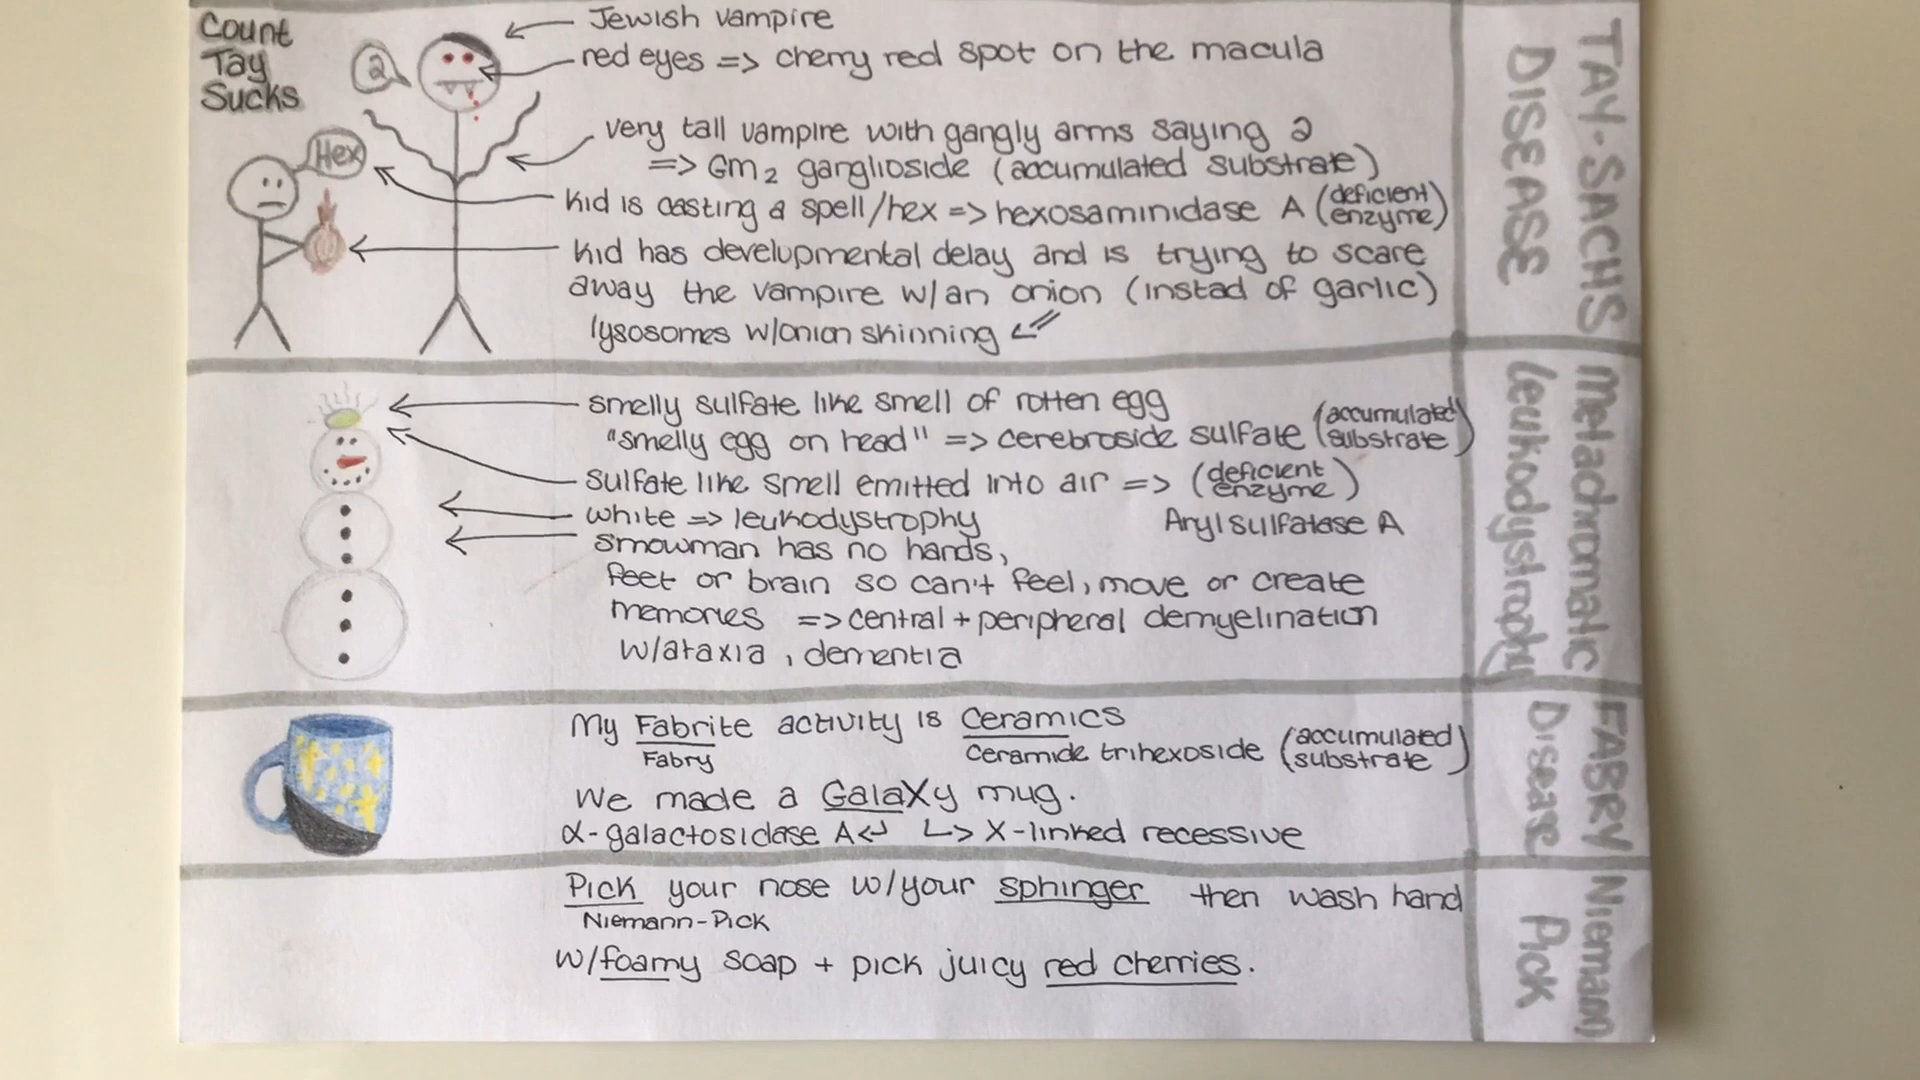 Count
Tay
Sucks
2
Hex
Jewish vampire
red eyes => cherry red spot on the macula
very tall vampire with gangly arms saying 2
=> GM2 ganglioside (accumulated substrate)
Kid is casting a spell/hex => hexosaminidase A (deficient enzyme)
Kid has developmental delay and is trying to scare
away the vampire w/an onion (instad of garlic)
lysosomes w/onion skinning
TAY-SACHS
DISEASE
smelly sulfate like smell of rotten egg
"smelly egg on head" => cerebroside sulfate (accumulated substrate)
sulfate like smell emitted into air => (deficient enzyme)
Arylsulfatase A
white => leukodystrophy
smowman has no hands,
feet or brain so can't feel, move or create
memories => central + peripheral demyelination
w/ataxia, dementia
Metachromatic
leukodystrophy
My Fabrite activity is Ceramics
Fabry
Ceramide trihexoside (accumulated substrate)
We made a GalaXy mug.
α-galactosidase A X-linked recessive
FABRY
Disease
Pick your nose w/your sphinger then wash hand
Niemann-Pick
w/foamy soap + pick juicy red cherries.
Niemann
Pick